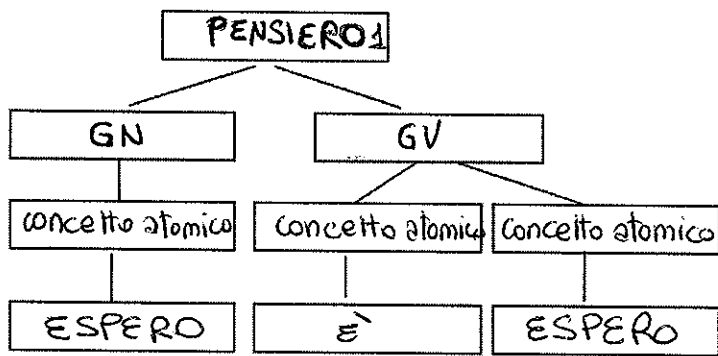 PENSIERO1
GN GV
concetto atomico concetto atomico concetto atomico
ESPERO È ESPERO